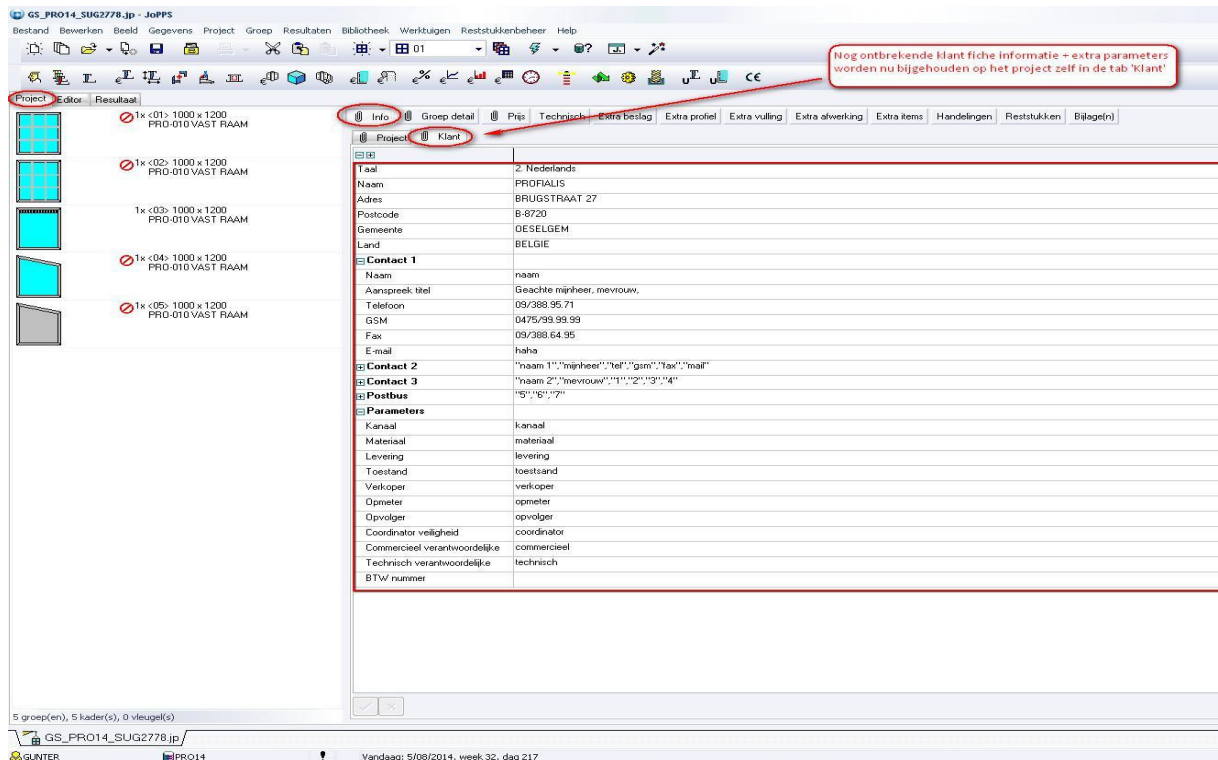 GS_PRO14_SUG2778.jp - JoPPS
Bestand Bewerken Beeld Gegevens Project Groep Resultaten Bibliotheek Werktuigen Reststukkenbeheer Help
01
Nog ontbrekende klant fiche informatie + extra parameters
worden nu bijgehouden op het project zelf in de tab 'Klant'
Project Editor Resultaat
Info Groep detail Prijs Technisch Extra beslag Extra profiel Extra vulling Extra afwerking Extra items Handelingen Reststukken Bijlage(n)
Project Klant
1x <01> 1000 x 1200
PRO-010 VAST RAAM
1x <02> 1000 x 1200
PRO-010 VAST RAAM
1x <03> 1000 x 1200
PRO-010 VAST RAAM
1x <04> 1000 x 1200
PRO-010 VAST RAAM
1x <05> 1000 x 1200
PRO-010 VAST RAAM
Taal 2. Nederlands
Naam PROFIALIS
Adres BRUGSTRAAT 27
Postcode B-8720
Gemeente OESELGEM
Land BELGIE
Contact 1
Naam naam
Aanspreek titel Geachte mijnheer, mevrouw,
Telefoon 09/388.95.71
GSM 0475/99.99.99
Fax 09/388.64.95
E-mail haha
Contact 2 "naam 1","mijnheer","tel","gsm","fax","mail"
Contact 3 "naam 2","mevrouw","1","2","3","4"
Postbus "5","6","7"
Parameters
Kanaal kanaal
Materiaal materiaal
Levering levering
Toestand toestsand
Verkoper verkoper
Opmeter opmeter
Opvolger opvolger
Coordinator veiligheid coordinator
Commercieel verantwoordelijke commercieel
Technisch verantwoordelijke technisch
BTW nummer
5 groep(en), 5 kader(s), 0 vleugel(s)
GS_PRO14_SUG2778.jp
GUNTER PRO14 Vandaag: 5/08/2014, week 32, dag 217